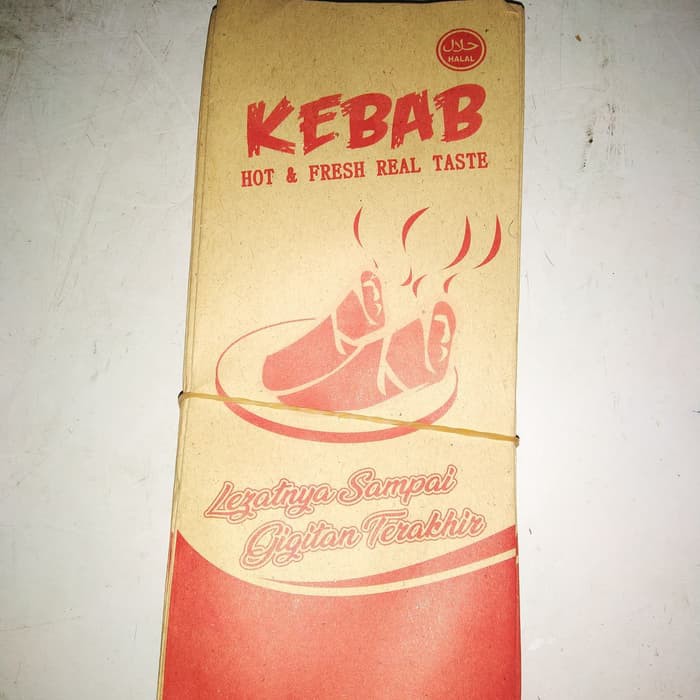 حلال
HALAL
KEBAB
HOT & FRESH REAL TASTE
Lezatnya Sampai
Gigitan Terakhir